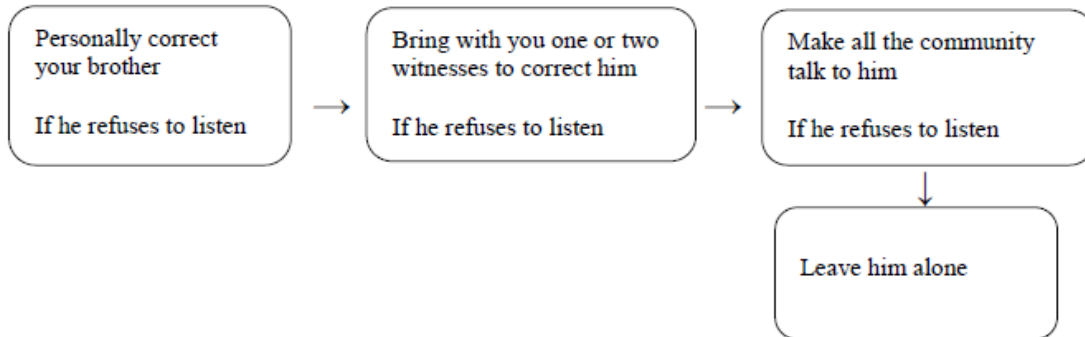 Personally correct
your brother
If he refuses to listen
Bring with you one or two
witnesses to correct him
If he refuses to listen
Make all the community
talk to him
If he refuses to listen
Leave him alone